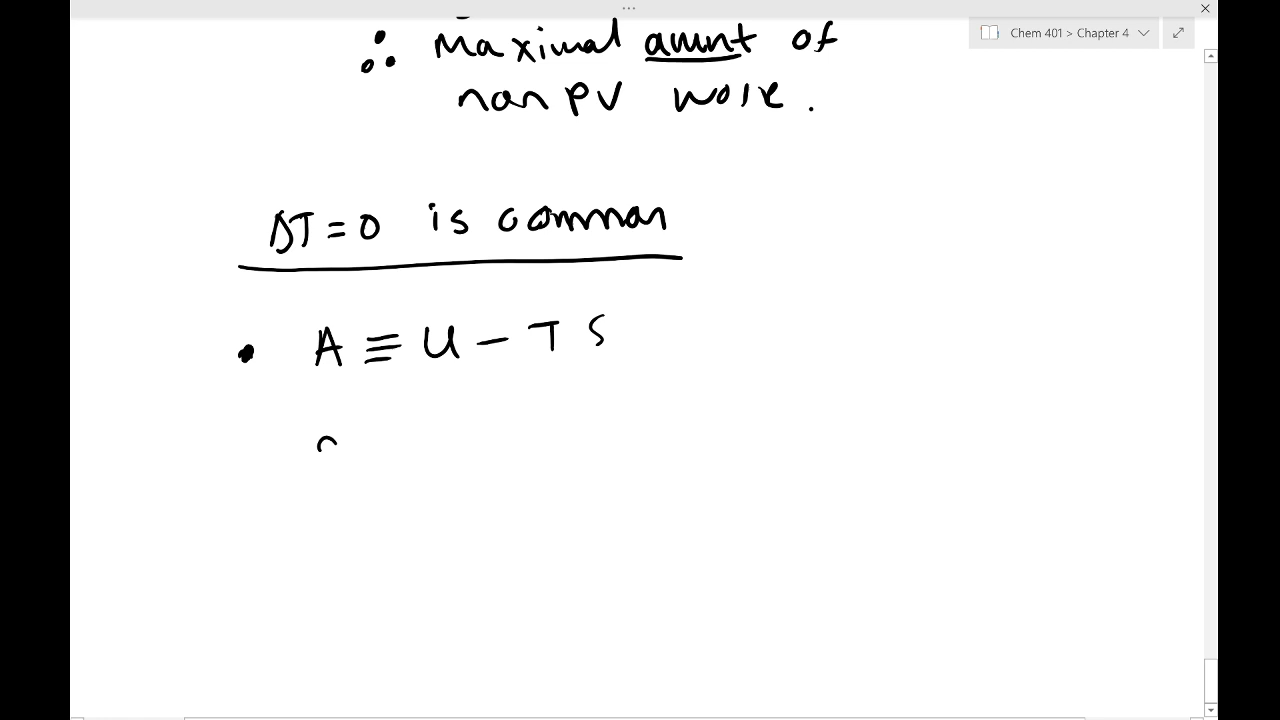 Chem 401 > Chapter 4
∴ Maximal amnt of
non PV work.
ΔT = 0 is common
• A ≡ U - T S